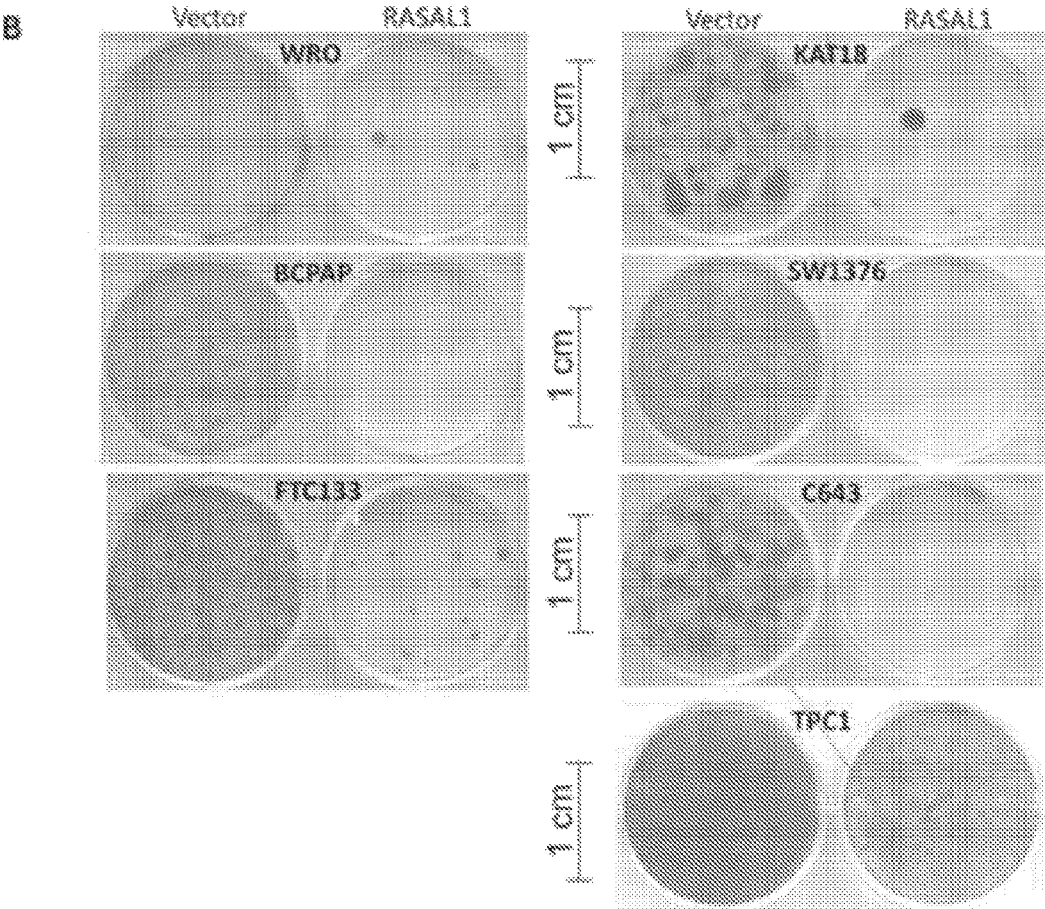 B
Vector RASAL1 Vector RASAL1
WRO 1 cm KAT18
BCPAP 1 cm SW1376
FTC133 1 cm C643
1 cm TPC1